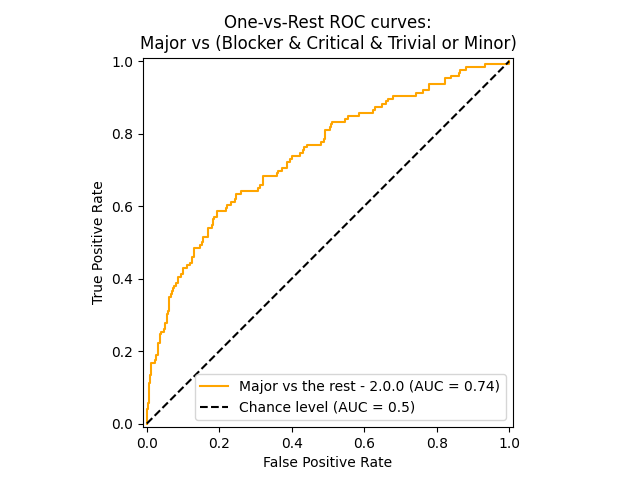 One-vs-Rest ROC curves:
Major vs (Blocker & Critical & Trivial or Minor)
1.0
0.8
0.6
0.4
0.2
0.0
True Positive Rate
Major vs the rest - 2.0.0 (AUC = 0.74)
Chance level (AUC = 0.5)
0.0 0.2 0.4 0.6 0.8 1.0
False Positive Rate